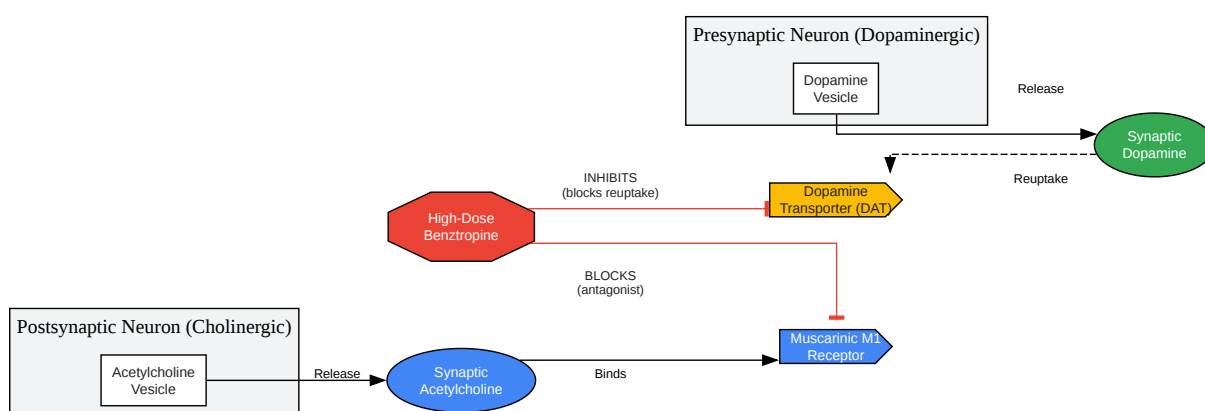 Presynaptic Neuron (Dopaminergic)
Dopamine
Vesicle
Release
Synaptic
Dopamine
Reuptake
INHIBITS
(blocks reuptake)
Dopamine
Transporter (DAT)
High-Dose
Benztropine
BLOCKS
(antagonist)
Postsynaptic Neuron (Cholinergic)
Acetylcholine
Vesicle
Release
Synaptic
Acetylcholine
Binds
Muscarinic M1
Receptor